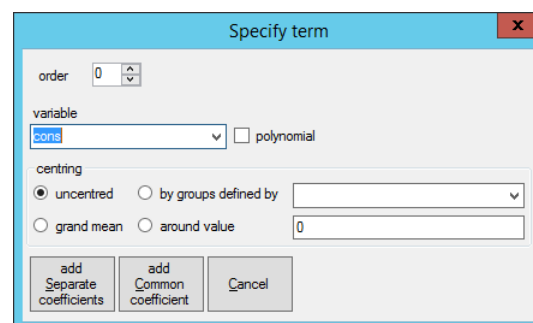 Specify term
x
order 0
variable
cons polynomial
centring
uncentred by groups defined by
grand mean around value 0
add Separate coefficients
add Common coefficient
Cancel